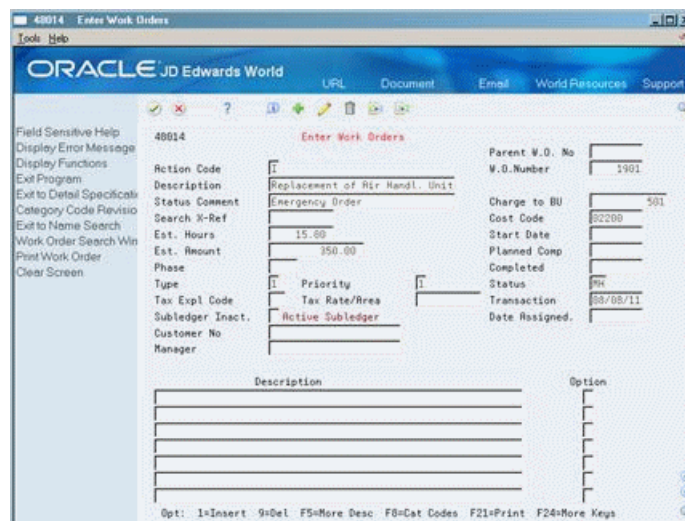 48014 Enter Work Orders
Tools Help
ORACLE JD Edwards World
URL Document Email World Resources Support
Field Sensitive Help
Display Error Message
Display Functions
Exit Program
Exit to Detail Specificatio
Category Code Revisio
Exit to Name Search
Work Order Search Win
Print Work Order
Clear Screen
48014 Enter Work Orders
Parent W.O. No
Action Code I W.O.Number 1901
Description Replacement of Air Handl. Unit
Status Comment Emergency Order Charge to BU 501
Search X-Ref Cost Code 02200
Est. Hours 15.00 Start Date
Est. Amount 350.00 Planned Comp
Phase Completed
Type 1 Priority 1 Status MH
Tax Expl Code Tax Rate/Area Transaction 08/08/11
Subledger Inact. Active Subledger Date Assigned.
Customer No
Manager
Description Option
Opt: 1=Insert 9=Del F5=More Desc F8=Cat Codes F21=Print F24=More Keys